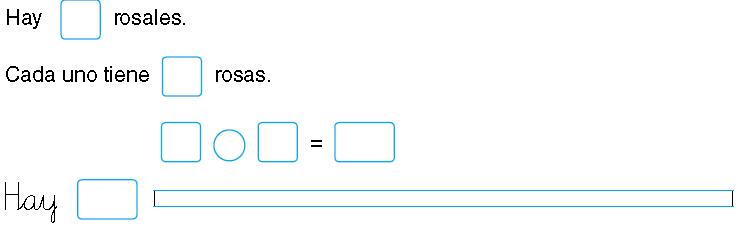 Hay rosales.
Cada uno tiene rosas.
=
Hay